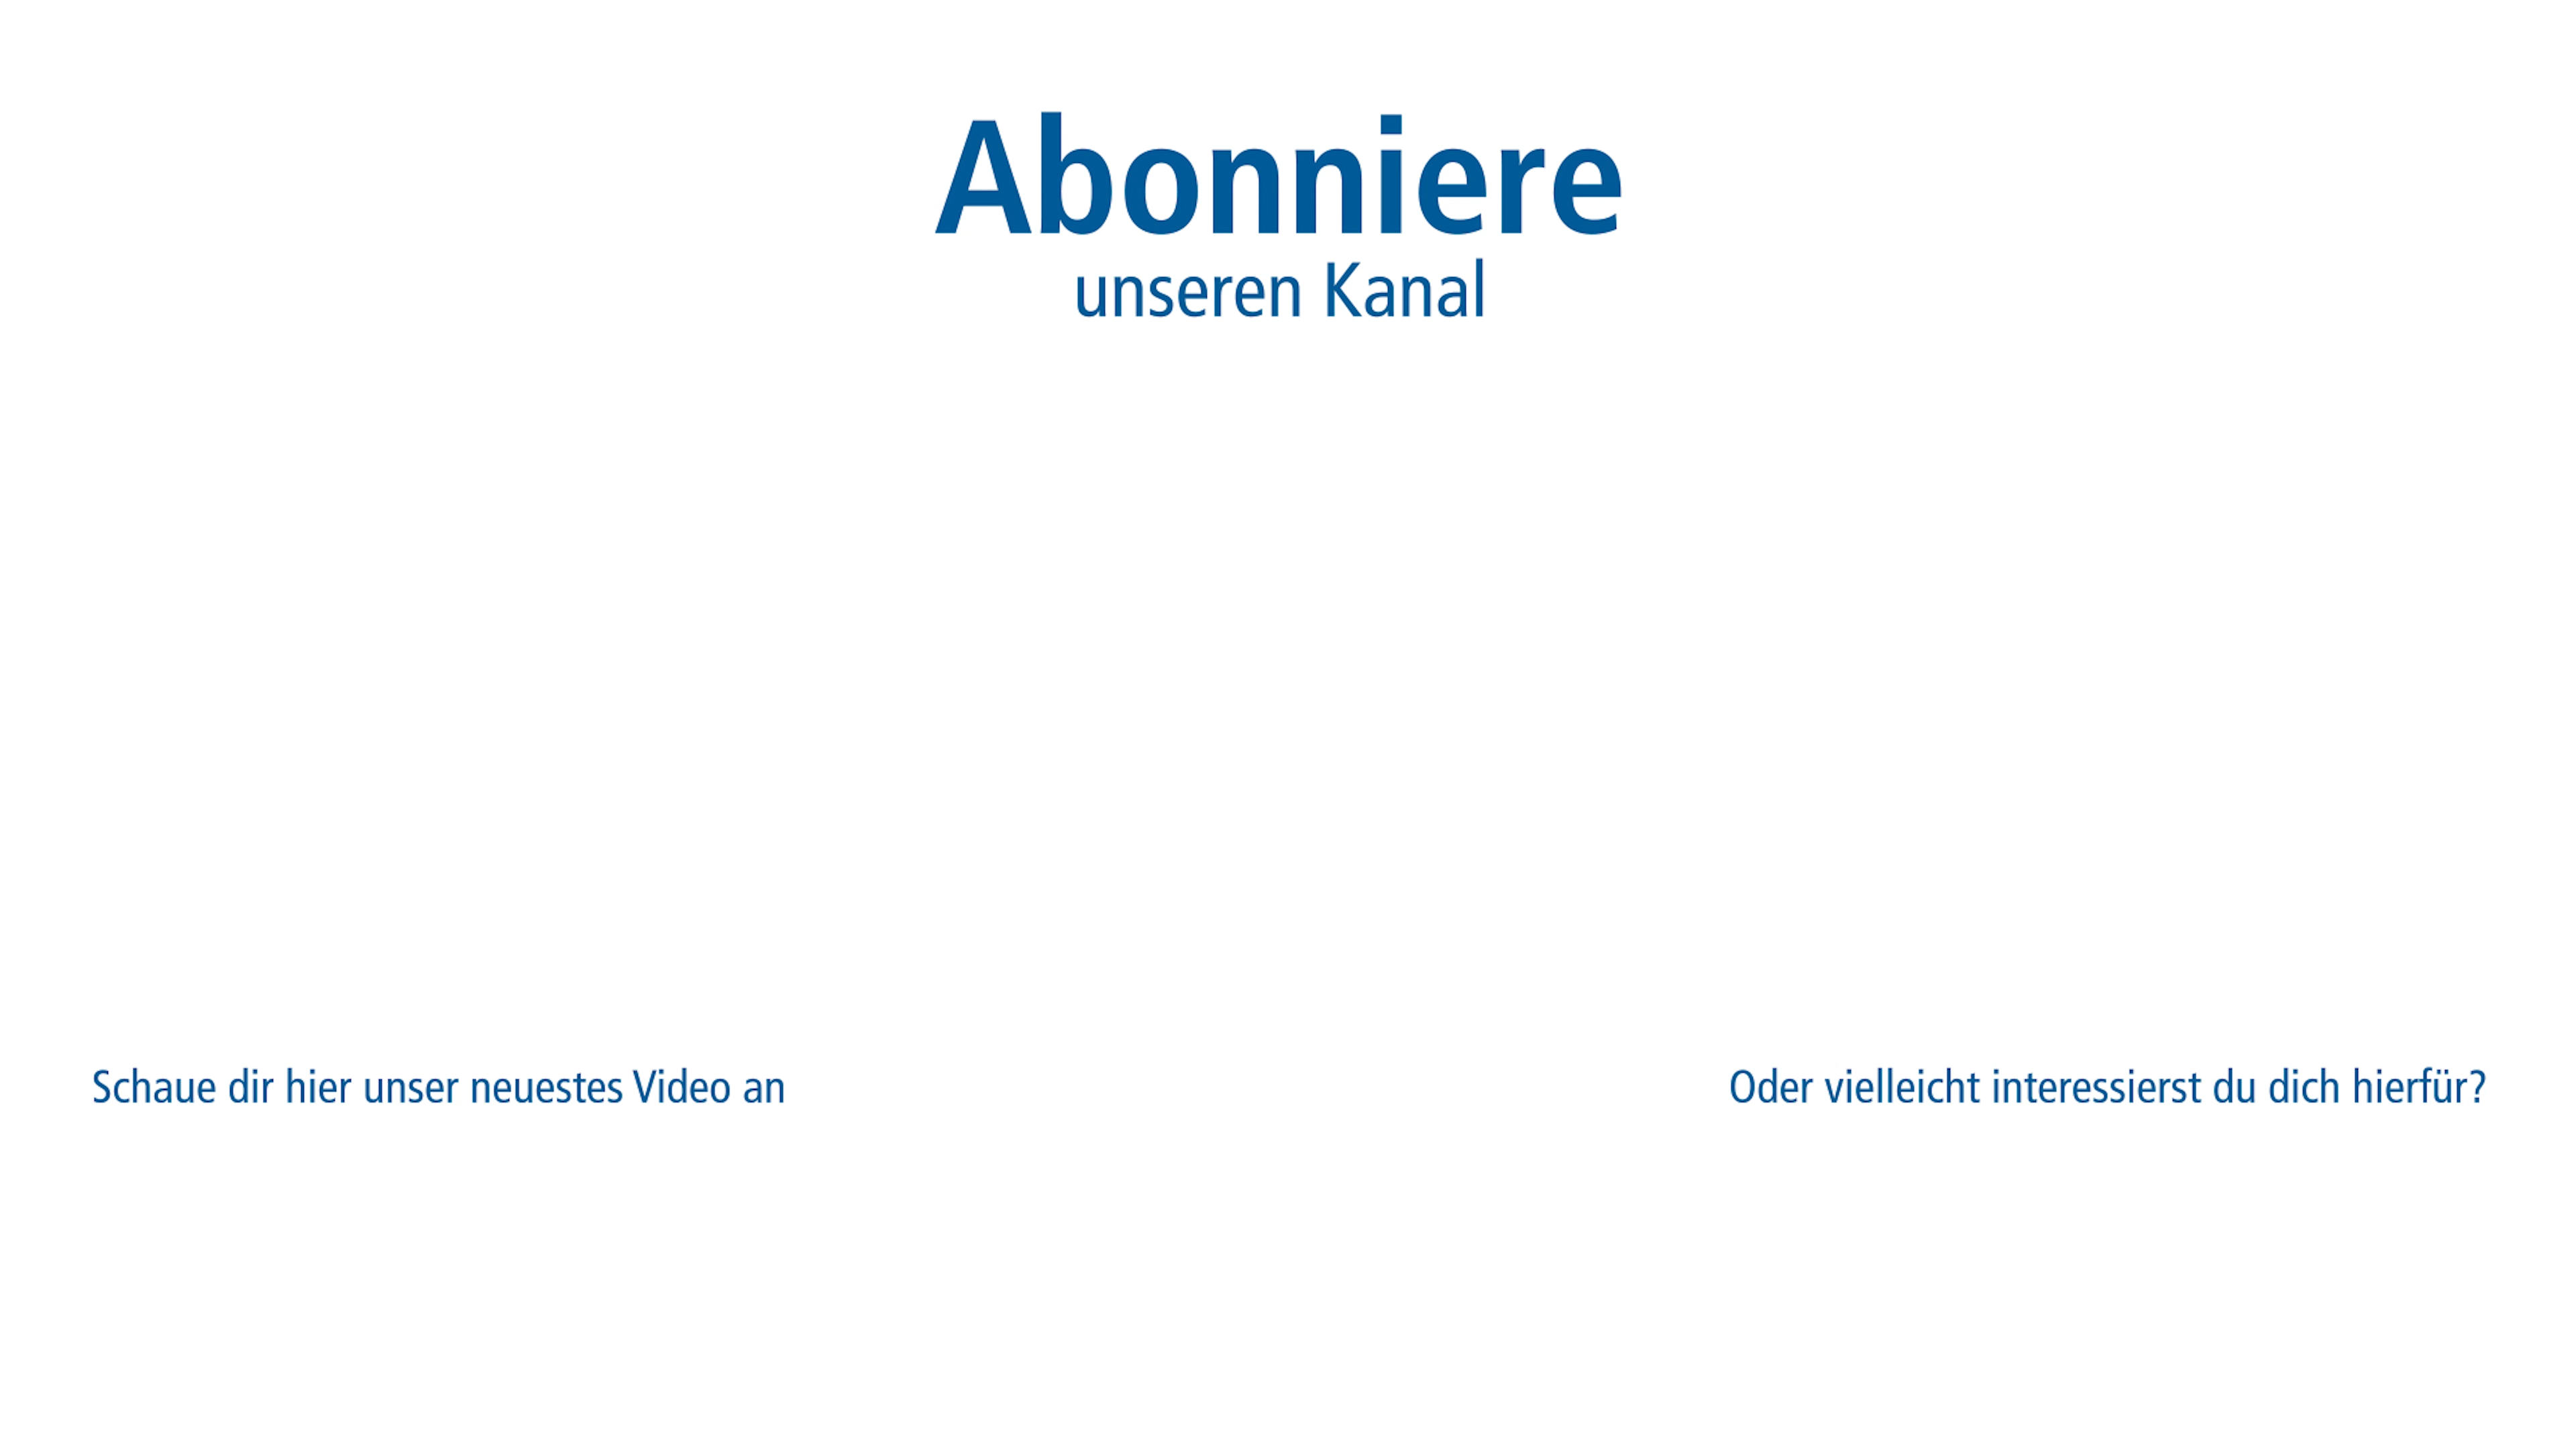 Abonniere
unseren Kanal
Schaue dir hier unser neuestes Video an
Oder vielleicht interessierst du dich hierfür?